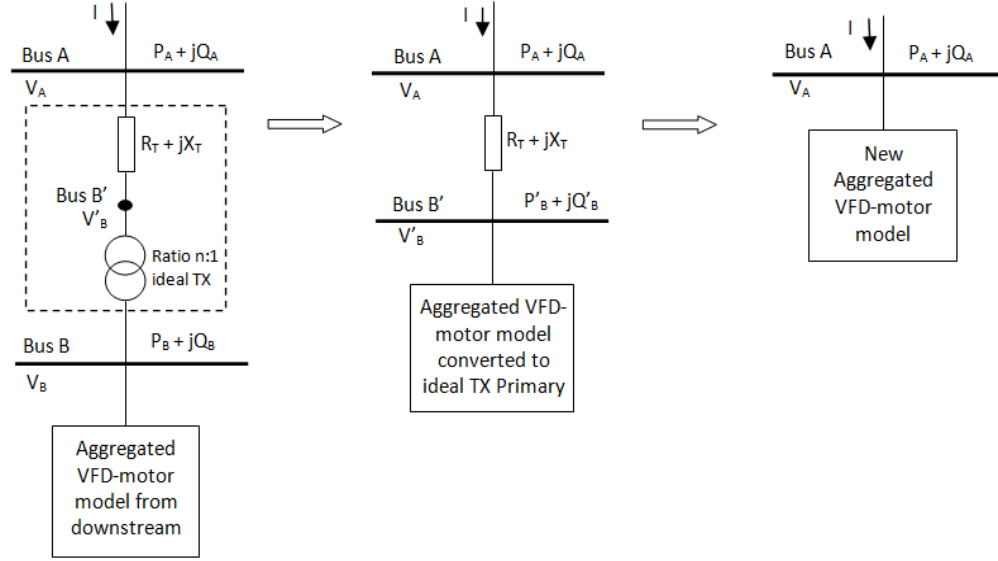 I
Bus A
P_A + jQ_A
V_A
R_T + jX_T
Bus B'
V'_B
Ratio n:1
ideal TX
Bus B
P_B + jQ_B
V_B
Aggregated
VFD-motor
model from
downstream
I
Bus A
P_A + jQ_A
V_A
R_T + jX_T
Bus B'
P'_B + jQ'_B
V'_B
Aggregated VFD-
motor model
converted to
ideal TX Primary
I
Bus A
P_A + jQ_A
V_A
New
Aggregated
VFD-motor
model